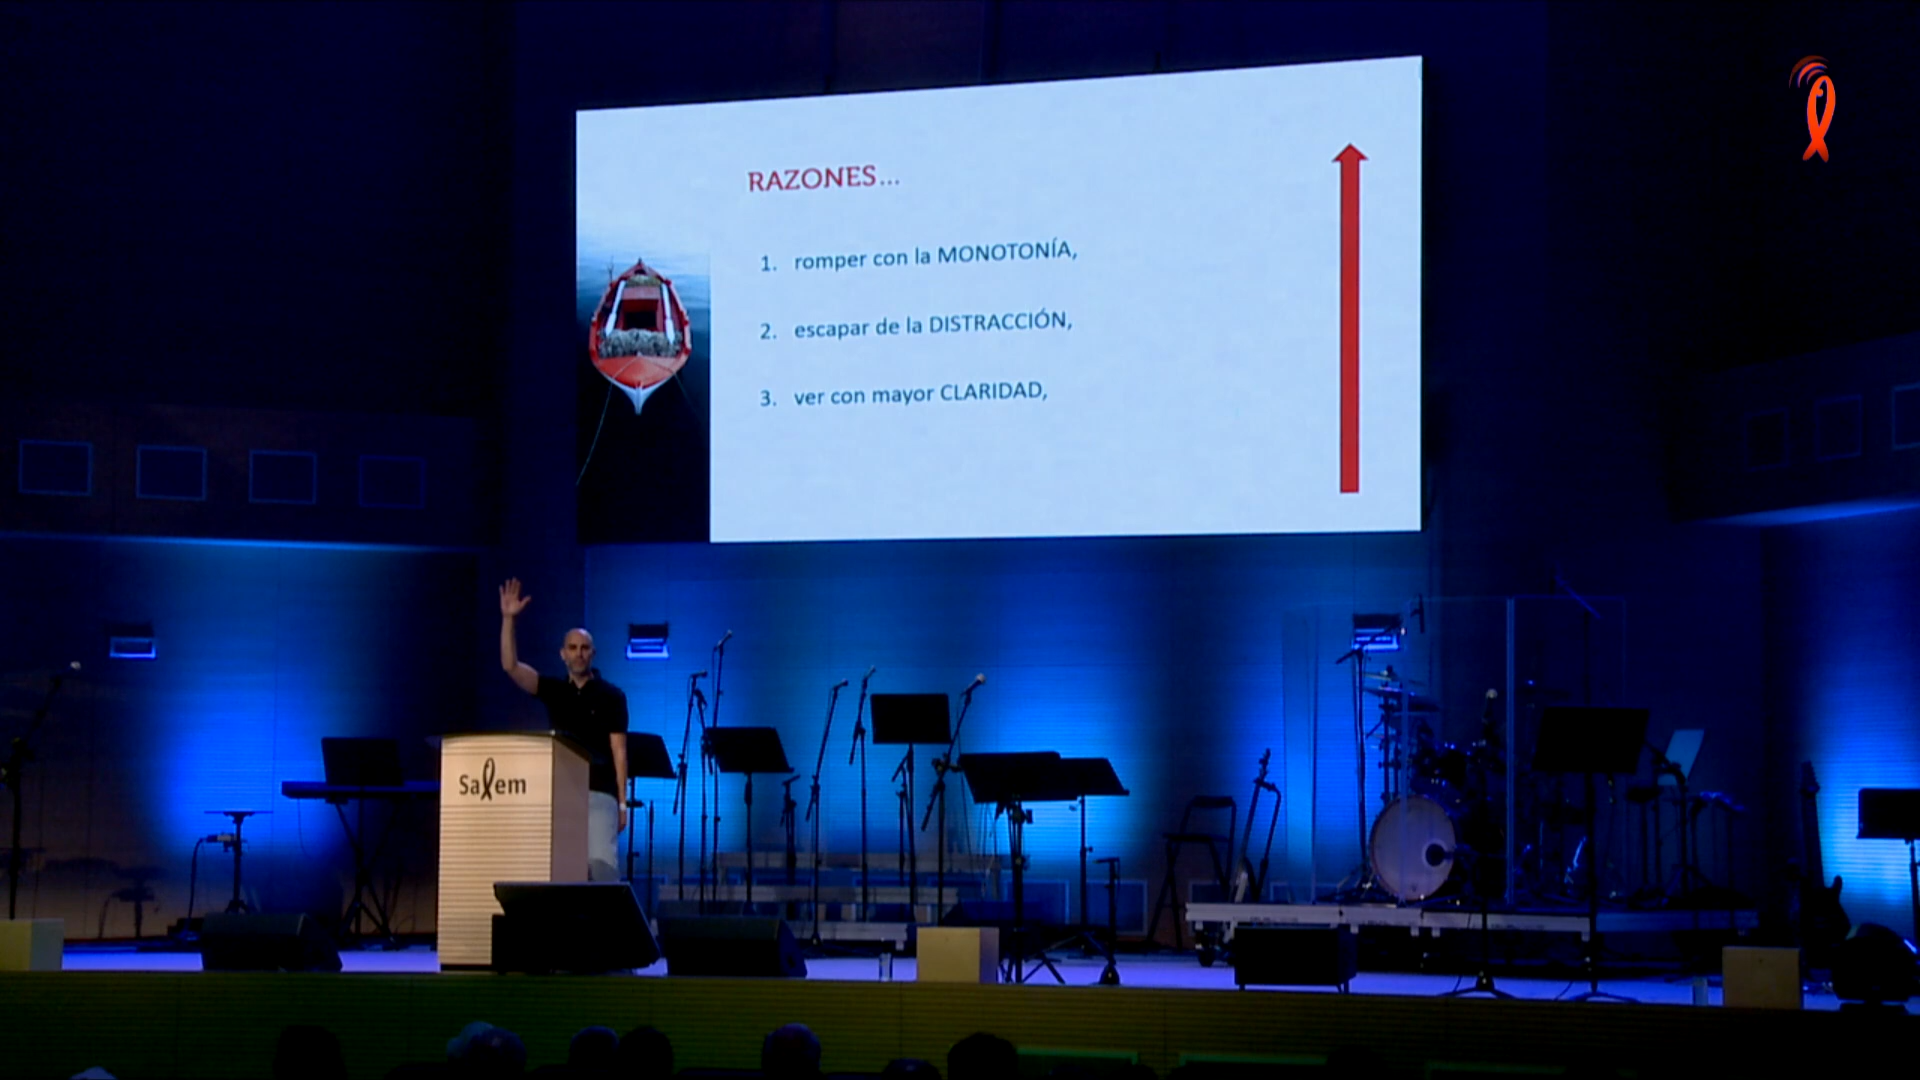 RAZONES...
1. romper con la MONOTONÍA,
2. escapar de la DISTRACCIÓN,
3. ver con mayor CLARIDAD,
Salem